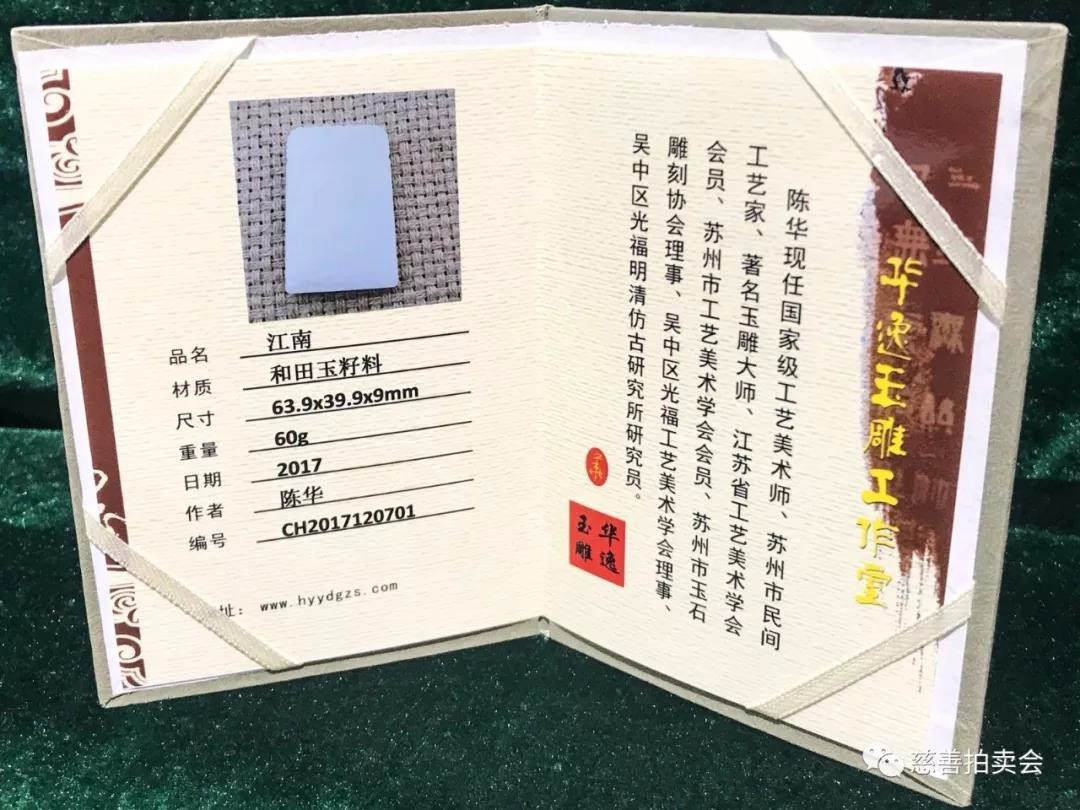 品名 江南
材质 和田玉籽料
尺寸 63.9x39.9x9mm
重量 60g
日期 2017
作者 陈华
编号 CH2017120701
址： www.hyydgzs.com
华逸玉雕工作室
陈华现任国家级工艺美术师、苏州市民间
工艺家、著名玉雕大师、江苏省工艺美术学会
会员、苏州市工艺美术学会会员、苏州市玉石
雕刻协会理事、吴中区光福工艺美术学会理事、
吴中区光福明清仿古研究所研究员。
华逸
玉雕
慈善拍卖会